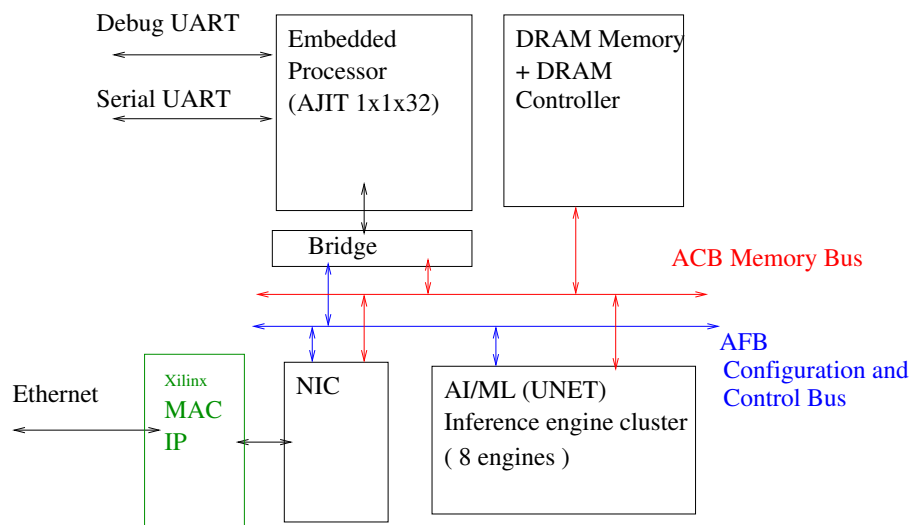 Debug UART
Serial UART
Embedded
Processor
(AJIT 1x1x32)
DRAM Memory
+ DRAM
Controller
Bridge
ACB Memory Bus
AFB
Configuration and
Control Bus
Ethernet
Xilinx
MAC
IP
NIC
AI/ML (UNET)
Inference engine cluster
( 8 engines )